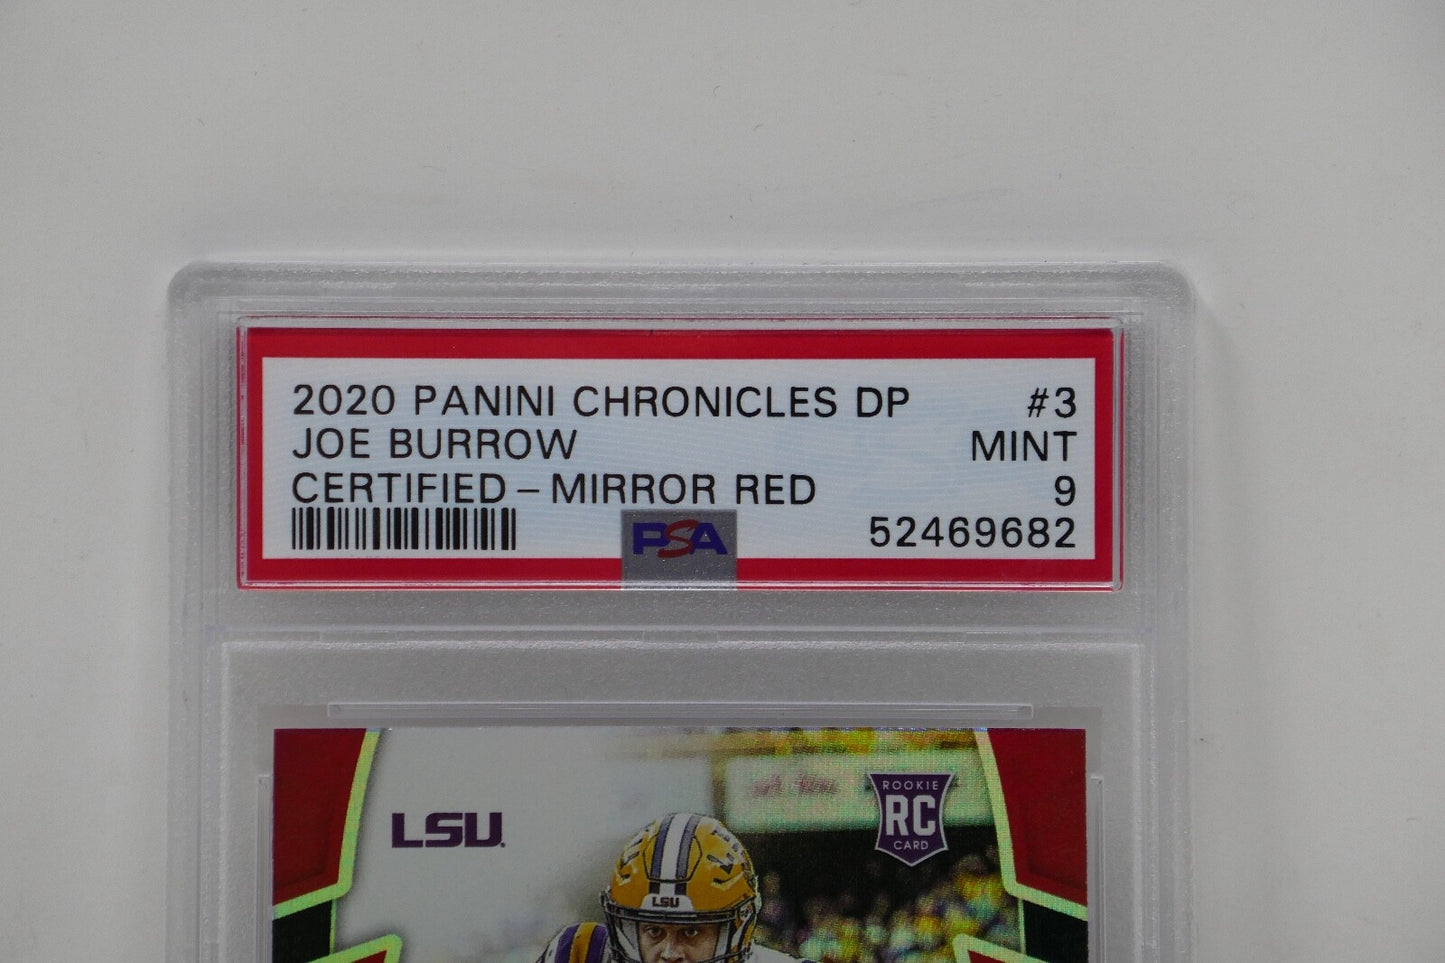 2020 PANINI CHRONICLES DP #3
JOE BURROW MINT
CERTIFIED – MIRROR RED 9
PSA 52469682
LSU.
ROOKIE
RC
CARD
LSU